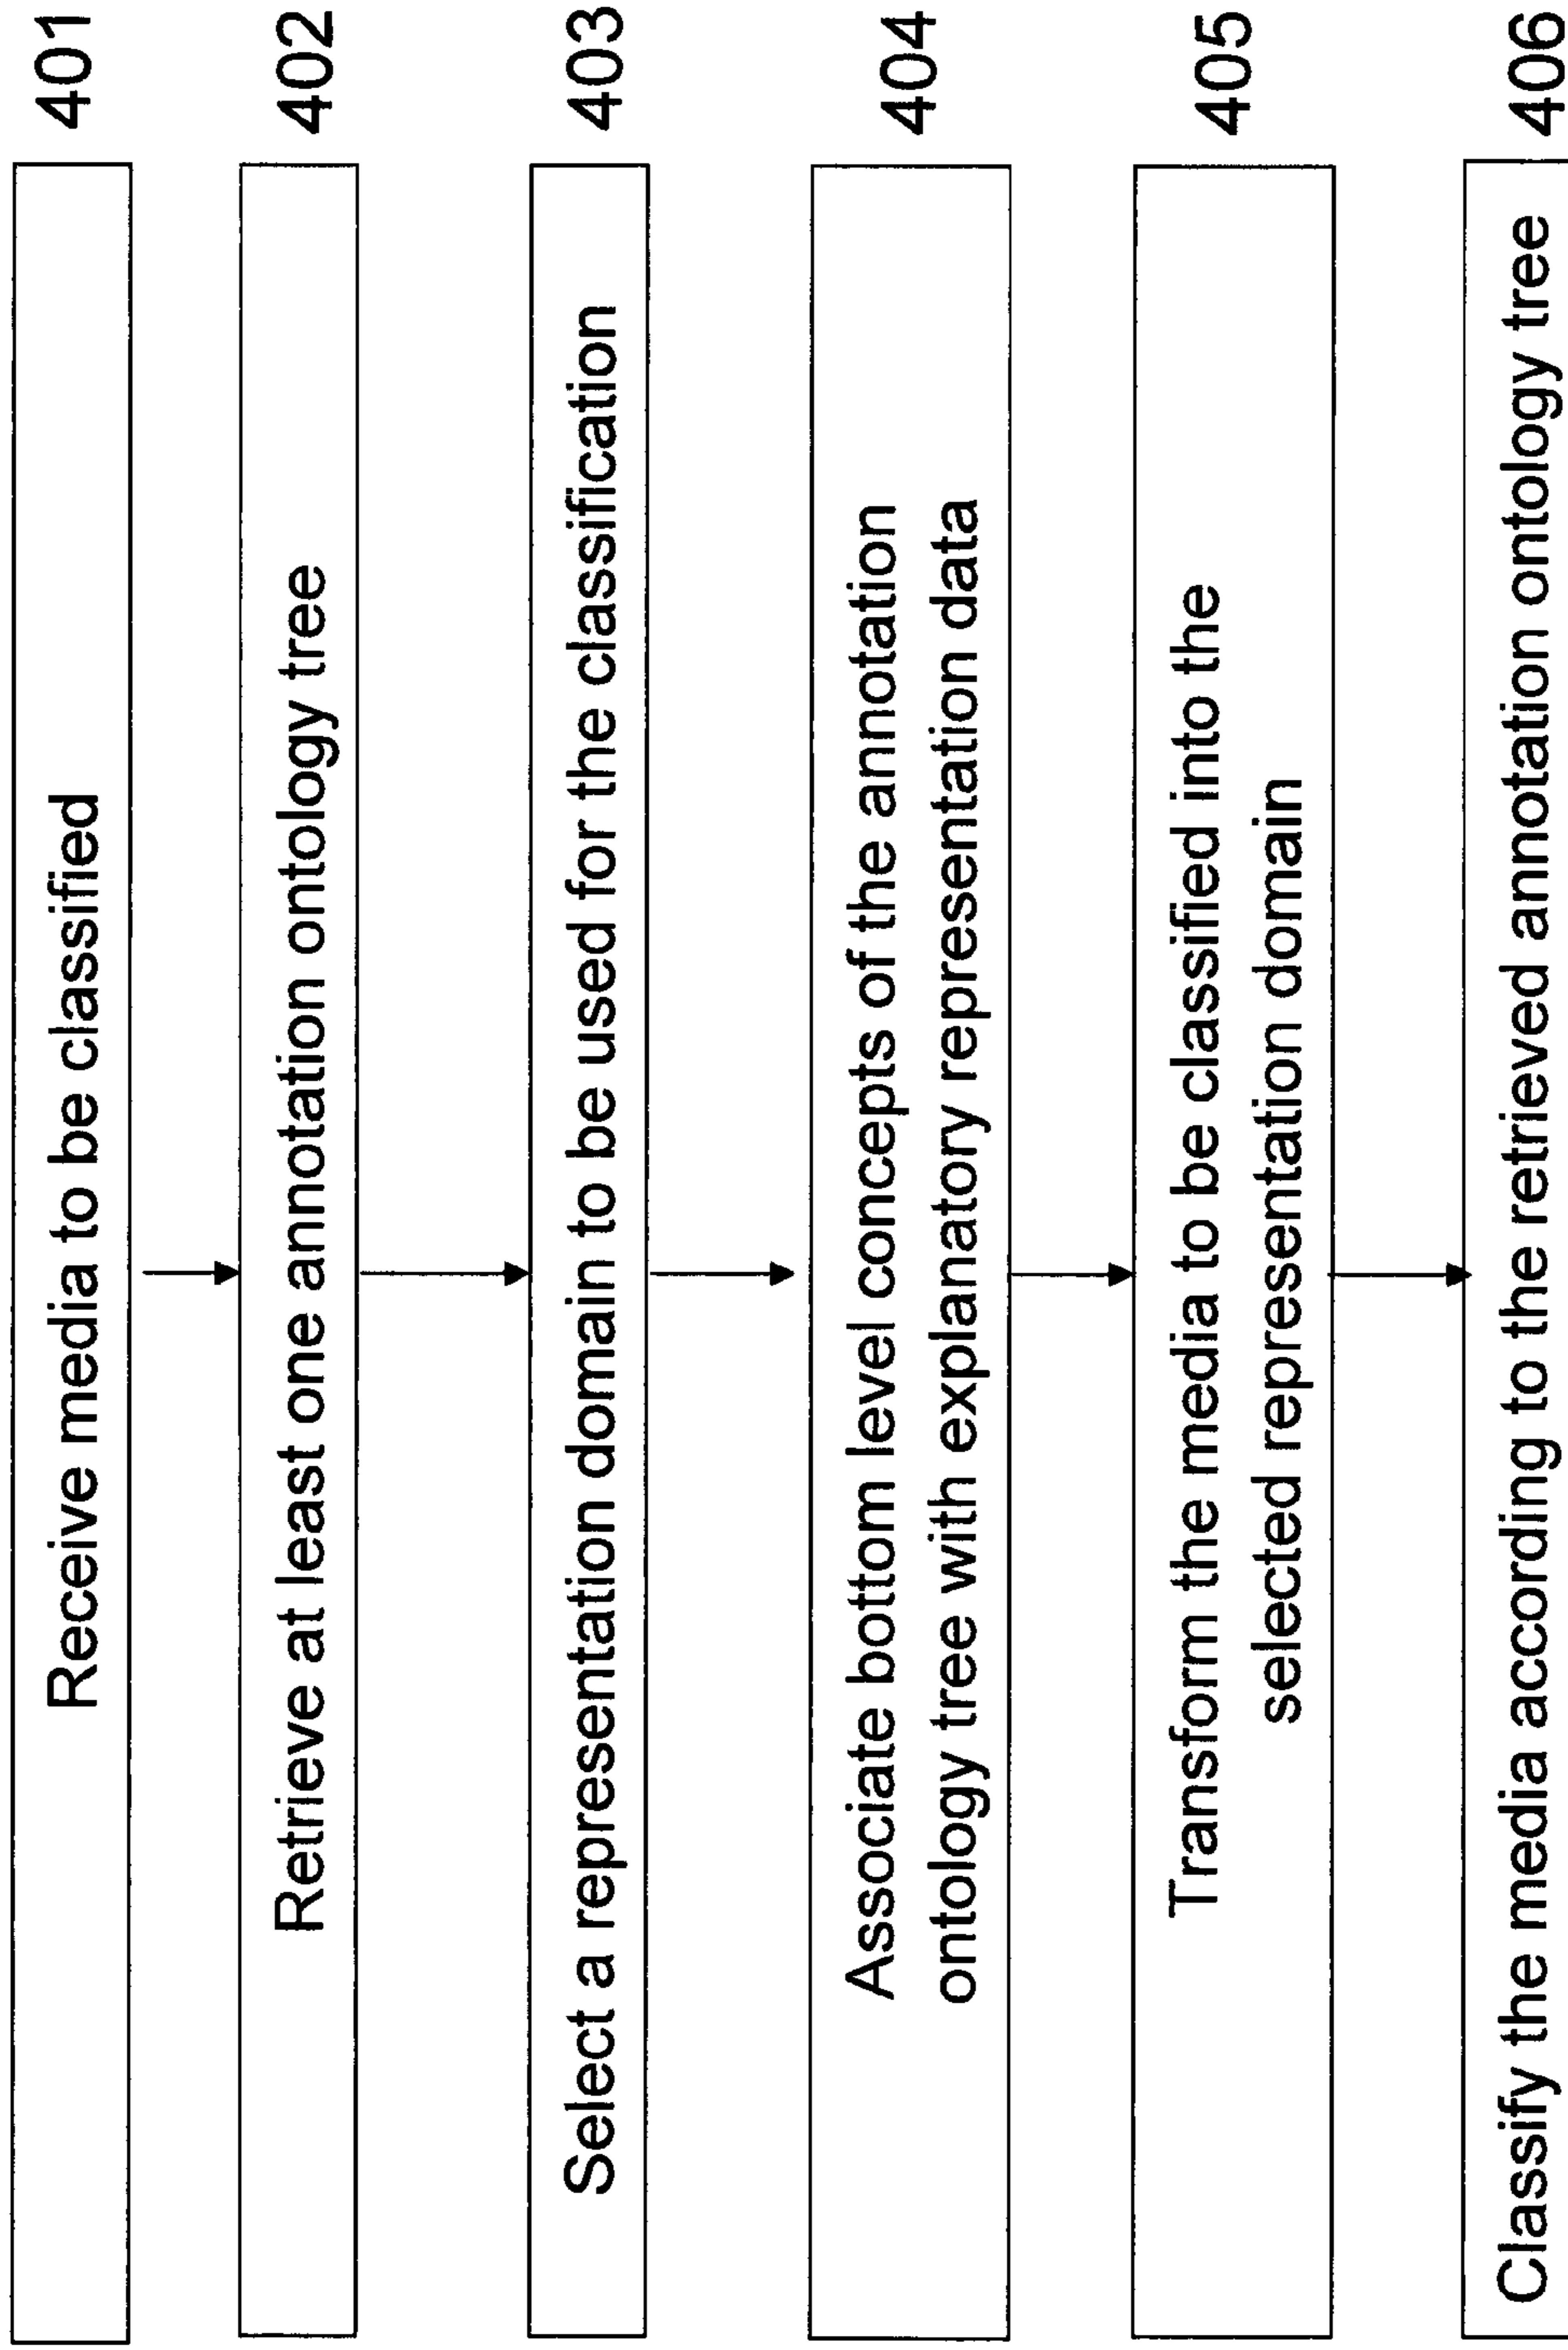 Receive media to be classified 401
Retrieve at least one annotation ontology tree 402
Select a representation domain to be used for the classification 403
Associate bottom level concepts of the annotation
ontology tree with explanatory representation data 404
Transform the media to be classified into the
selected representation domain 405
Classify the media according to the retrieved annotation ontology tree 406